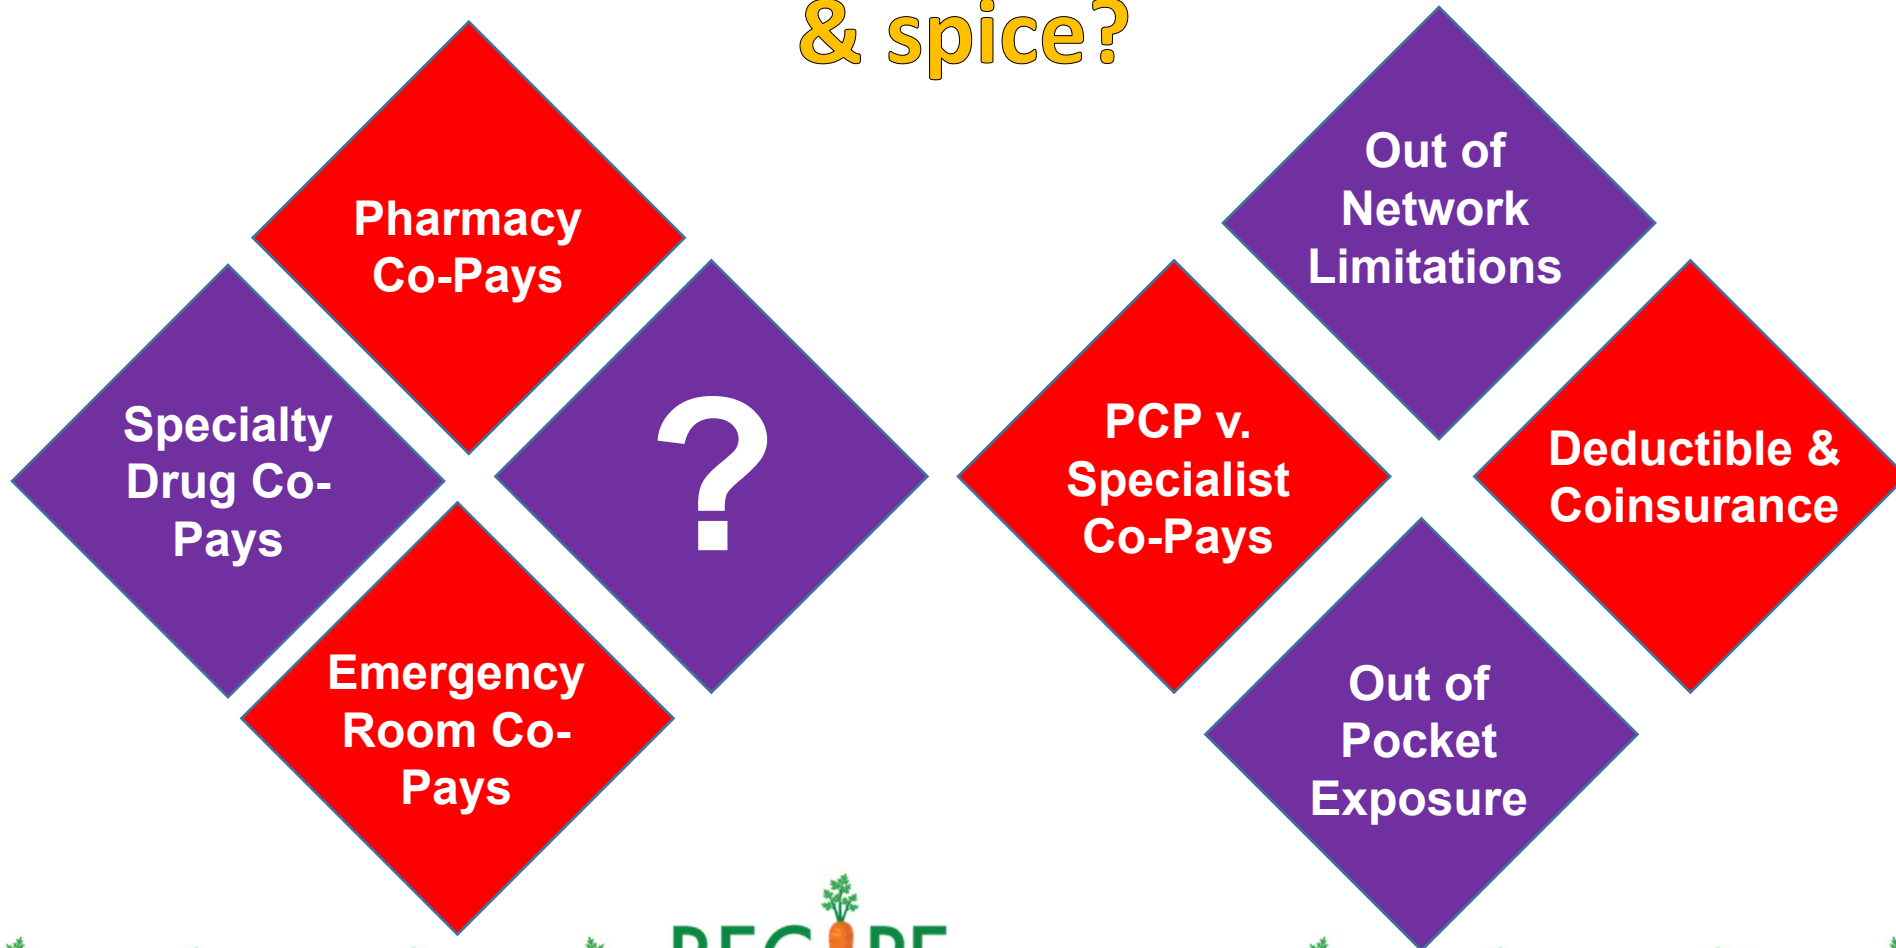 & spice?
Pharmacy
Co-Pays
Specialty
Drug Co-
Pays
?
Emergency
Room Co-
Pays
Out of
Network
Limitations
PCP v.
Specialist
Co-Pays
Deductible &
Coinsurance
Out of
Pocket
Exposure